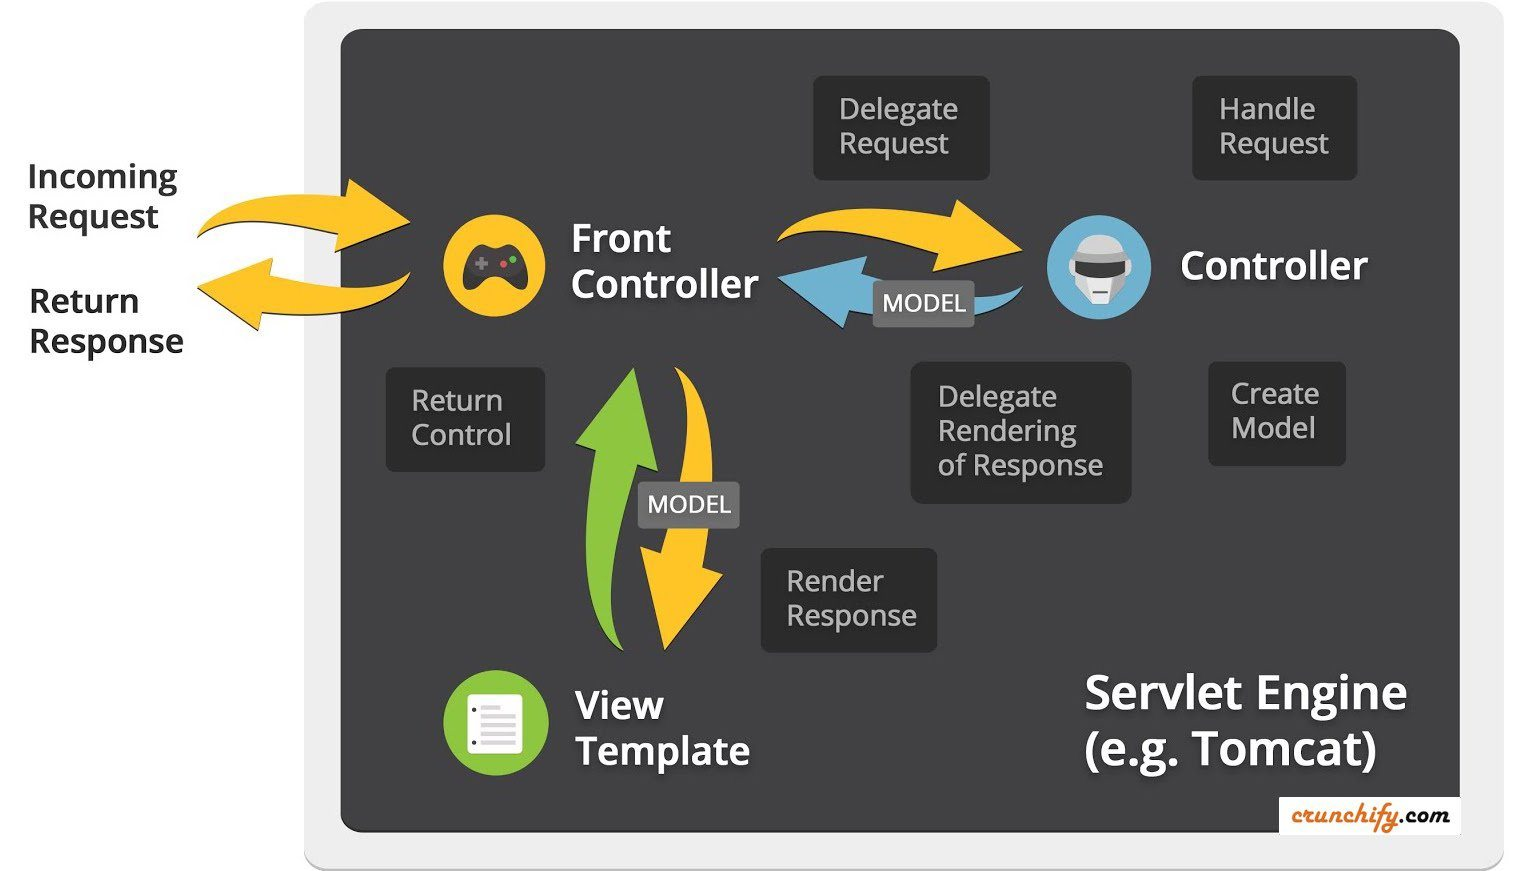 Incoming
Request
Return
Response
Delegate
Request
Handle
Request
Front
Controller
MODEL
Controller
Return
Control
MODEL
Delegate
Rendering
of Response
Create
Model
Render
Response
View
Template
Servlet Engine
(e.g. Tomcat)
crunchify.com